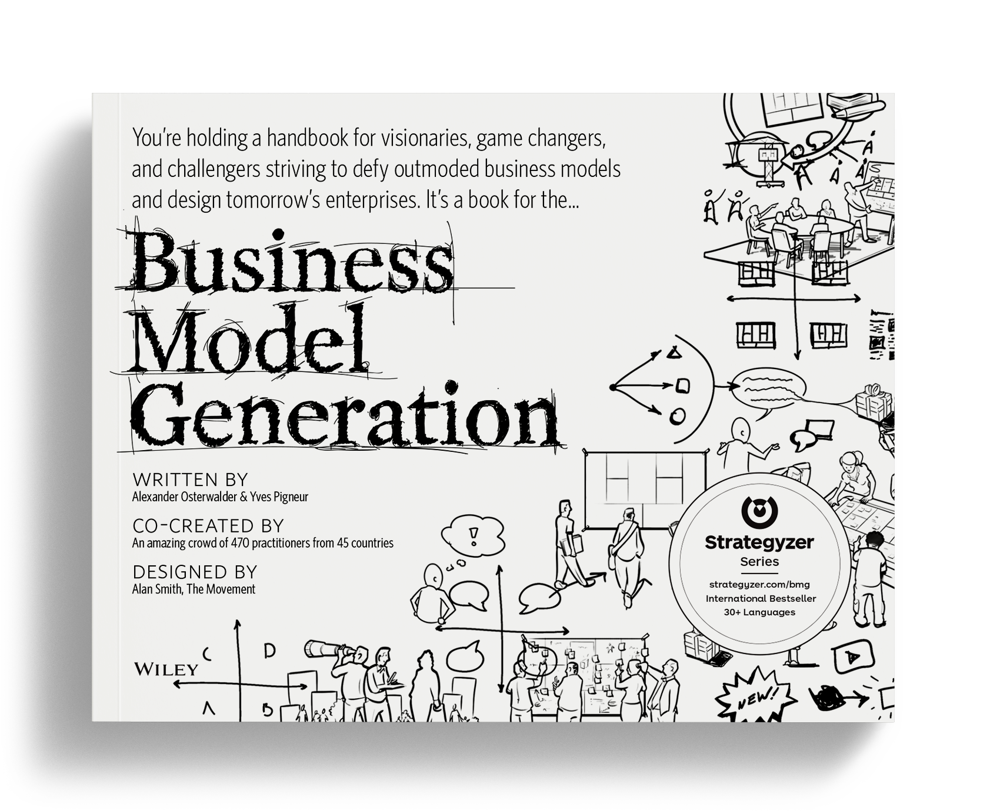 You're holding a handbook for visionaries, game changers,
and challengers striving to defy outmoded business models
and design tomorrow's enterprises. It's a book for the...
Business
Model
Generation
WRITTEN BY
Alexander Osterwalder & Yves Pigneur
CO-CREATED BY
An amazing crowd of 470 practitioners from 45 countries
DESIGNED BY
Alan Smith, The Movement
!
Strategyzer
Series
strategyzer.com/bmg
International Bestseller
30+ Languages
C D
WILEY
A B
NEW!